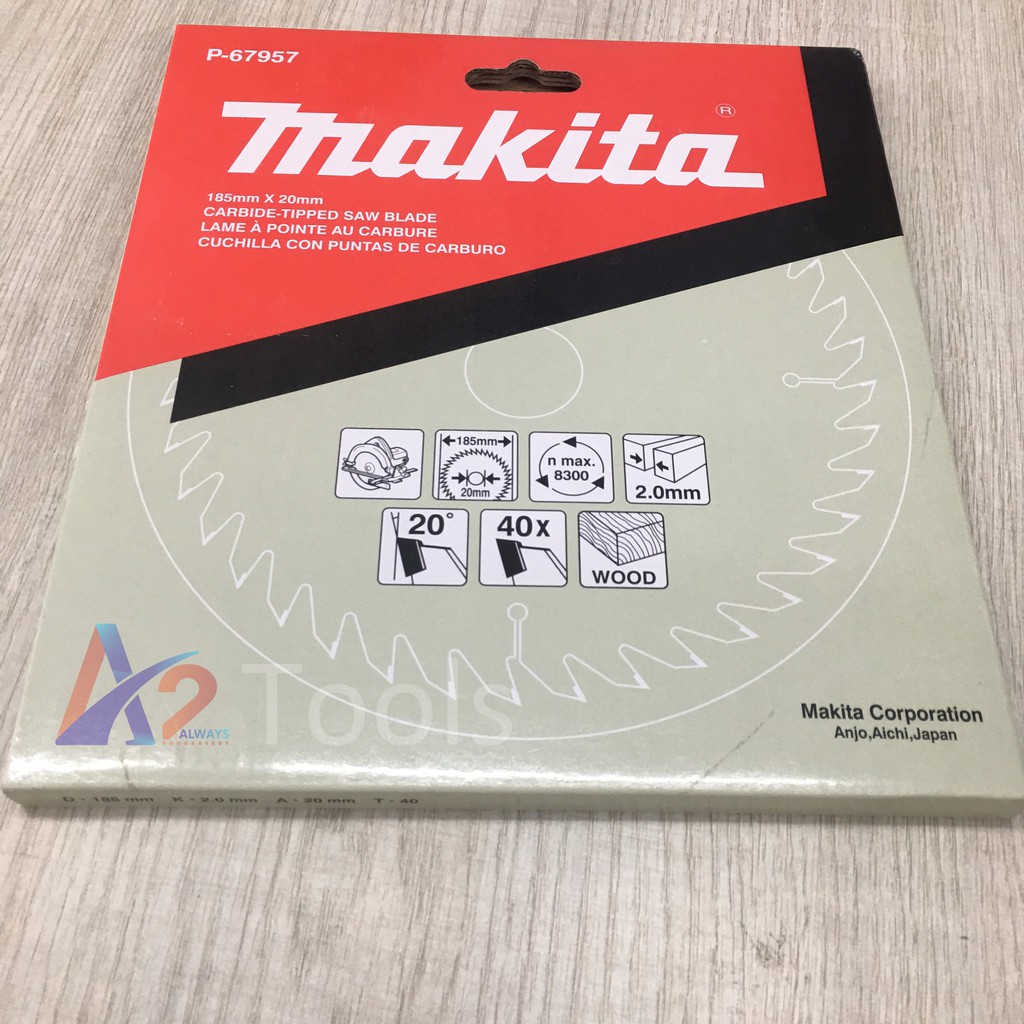 P-67957
makita ®
185mm X 20mm
CARBIDE-TIPPED SAW BLADE
LAME À POINTE AU CARBURE
CUCHILLA CON PUNTAS DE CARBURO
185mm
20mm
n max.
8300
2.0mm
20°
40x
WOOD
A2 Tools
ALWAYS
Makita Corporation
Anjo,Aichi,Japan
D - 185 mm K - 2.0 mm A - 20 mm T - 40